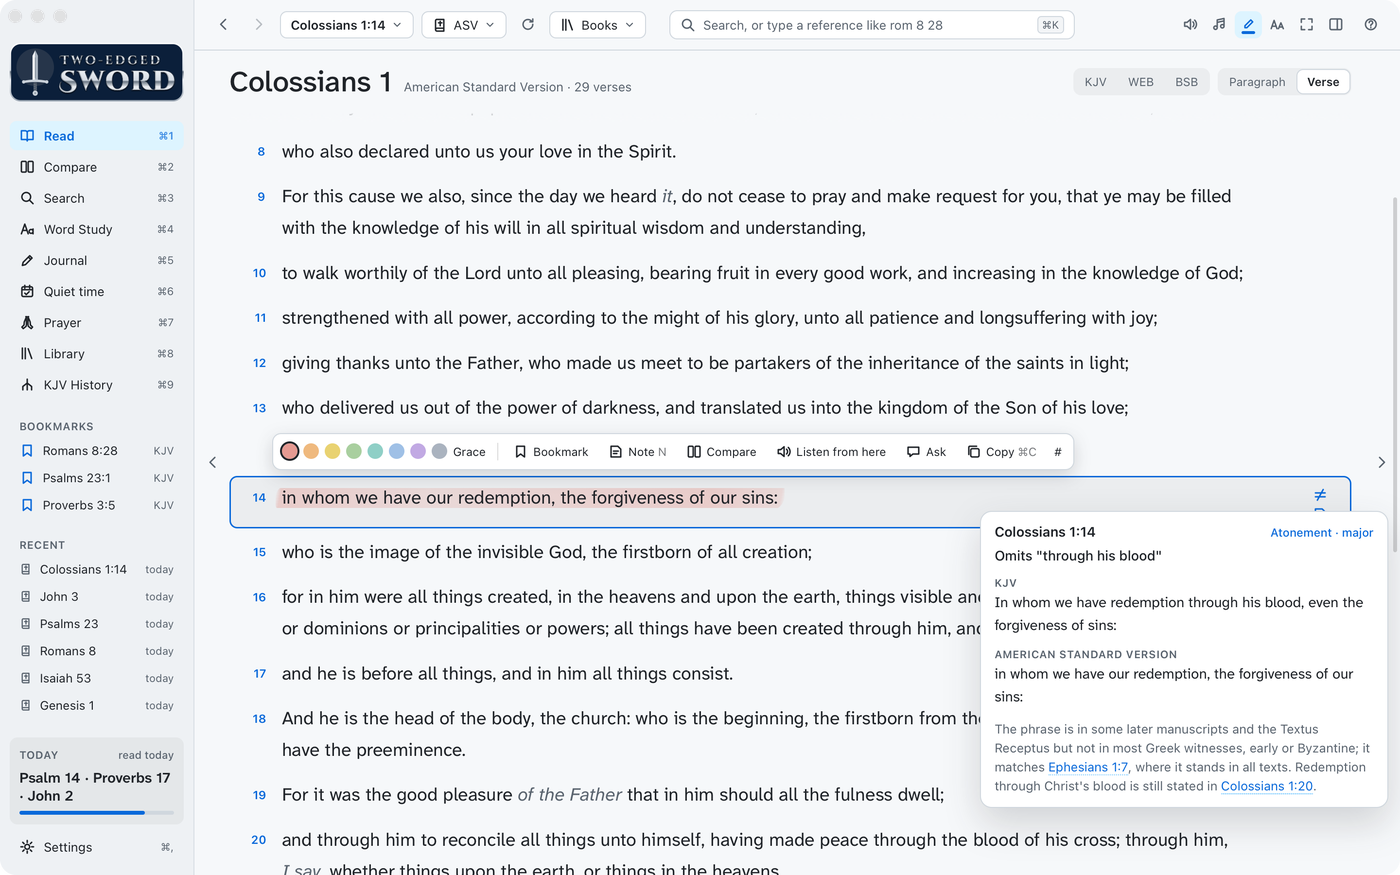 TWO-EDGED
SWORD
Read ⌘1
Compare ⌘2
Search ⌘3
Word Study ⌘4
Journal ⌘5
Quiet time ⌘6
Prayer ⌘7
Library ⌘8
KJV History ⌘9
BOOKMARKS
Romans 8:28 KJV
Psalms 23:1 KJV
Proverbs 3:5 KJV
RECENT
Colossians 1:14 today
John 3 today
Psalms 23 today
Romans 8 today
Isaiah 53 today
Genesis 1 today
TODAY read today
Psalm 14 · Proverbs 17
· John 2
Settings ⌘,
Colossians 1:14 ASV Books Search, or type a reference like rom 8 28 ⌘K
Colossians 1 American Standard Version · 29 verses KJV WEB BSB Paragraph Verse
8 who also declared unto us your love in the Spirit.
9 For this cause we also, since the day we heard it, do not cease to pray and make request for you, that ye may be filled
with the knowledge of his will in all spiritual wisdom and understanding,
10 to walk worthily of the Lord unto all pleasing, bearing fruit in every good work, and increasing in the knowledge of God;
11 strengthened with all power, according to the might of his glory, unto all patience and longsuffering with joy;
12 giving thanks unto the Father, who made us meet to be partakers of the inheritance of the saints in light;
13 who delivered us out of the power of darkness, and translated us into the kingdom of the Son of his love;
Grace Bookmark Note N Compare Listen from here Ask Copy ⌘C #
14 in whom we have our redemption, the forgiveness of our sins: ≠
15 who is the image of the invisible God, the firstborn of all creation;
16 for in him were all things created, in the heavens and upon the earth, things visible and
or dominions or principalities or powers; all things have been created through him, and
17 and he is before all things, and in him all things consist.
18 And he is the head of the body, the church: who is the beginning, the firstborn from the
have the preeminence.
19 For it was the good pleasure of the Father that in him should all the fulness dwell;
20 and through him to reconcile all things unto himself, having made peace through the blood of his cross; through him,
I say, whether things upon the earth, or things in the heavens.
Colossians 1:14 Atonement · major
Omits "through his blood"
KJV
In whom we have redemption through his blood, even the
forgiveness of sins:
AMERICAN STANDARD VERSION
in whom we have our redemption, the forgiveness of our
sins:
The phrase is in some later manuscripts and the Textus
Receptus but not in most Greek witnesses, early or Byzantine; it
matches Ephesians 1:7, where it stands in all texts. Redemption
through Christ's blood is still stated in Colossians 1:20.